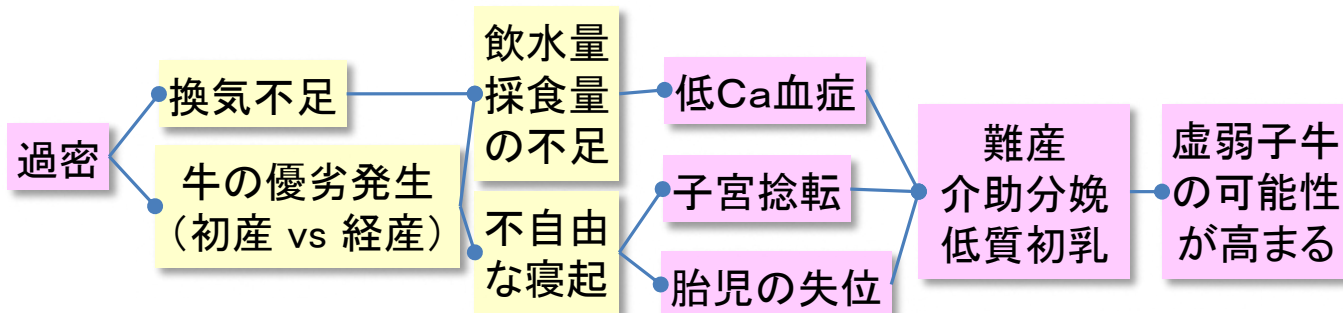 過密
換気不足
牛の優劣発生
（初産 vs 経産）
飲水量
採食量
の不足
不自由
な寝起
低Ca血症
子宮捻転
胎児の失位
難産
介助分娩
低質初乳
虚弱子牛
の可能性
が高まる